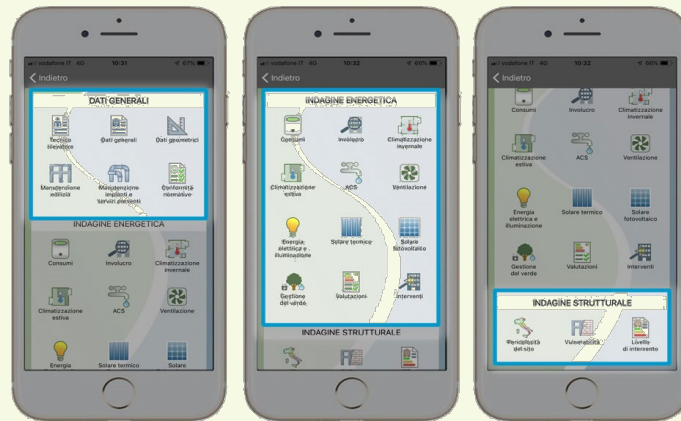 vodafone IT 4G 10:31 67%
Indietro
DATI GENERALI
Tecnico rilevatore
Dati generali
Dati geometrici
Manutenzione edilizia
Manutenzione impianti e servizi presenti
Conformità normative
INDAGINE ENERGETICA
Consumi
Involucro
Climatizzazione invernale
Climatizzazione estiva
ACS
Ventilazione
Energia
Solare termico
Solare
vodafone IT 4G 10:32 66%
Indietro
INDAGINE ENERGETICA
Consumi
Involucro
Climatizzazione invernale
Climatizzazione estiva
ACS
Ventilazione
Energia elettrica e illuminazione
Solare termico
Solare fotovoltaico
Gestione del verde
Valutazioni
Interventi
INDAGINE STRUTTURALE
vodafone IT 4G 10:32 66%
Indietro
Consumi
Involucro
Climatizzazione invernale
Climatizzazione estiva
ACS
Ventilazione
Energia elettrica e illuminazione
Solare termico
Solare fotovoltaico
Gestione del verde
Valutazioni
Interventi
INDAGINE STRUTTURALE
Pericolosità del sito
Vulnerabilità
Livello di intervento